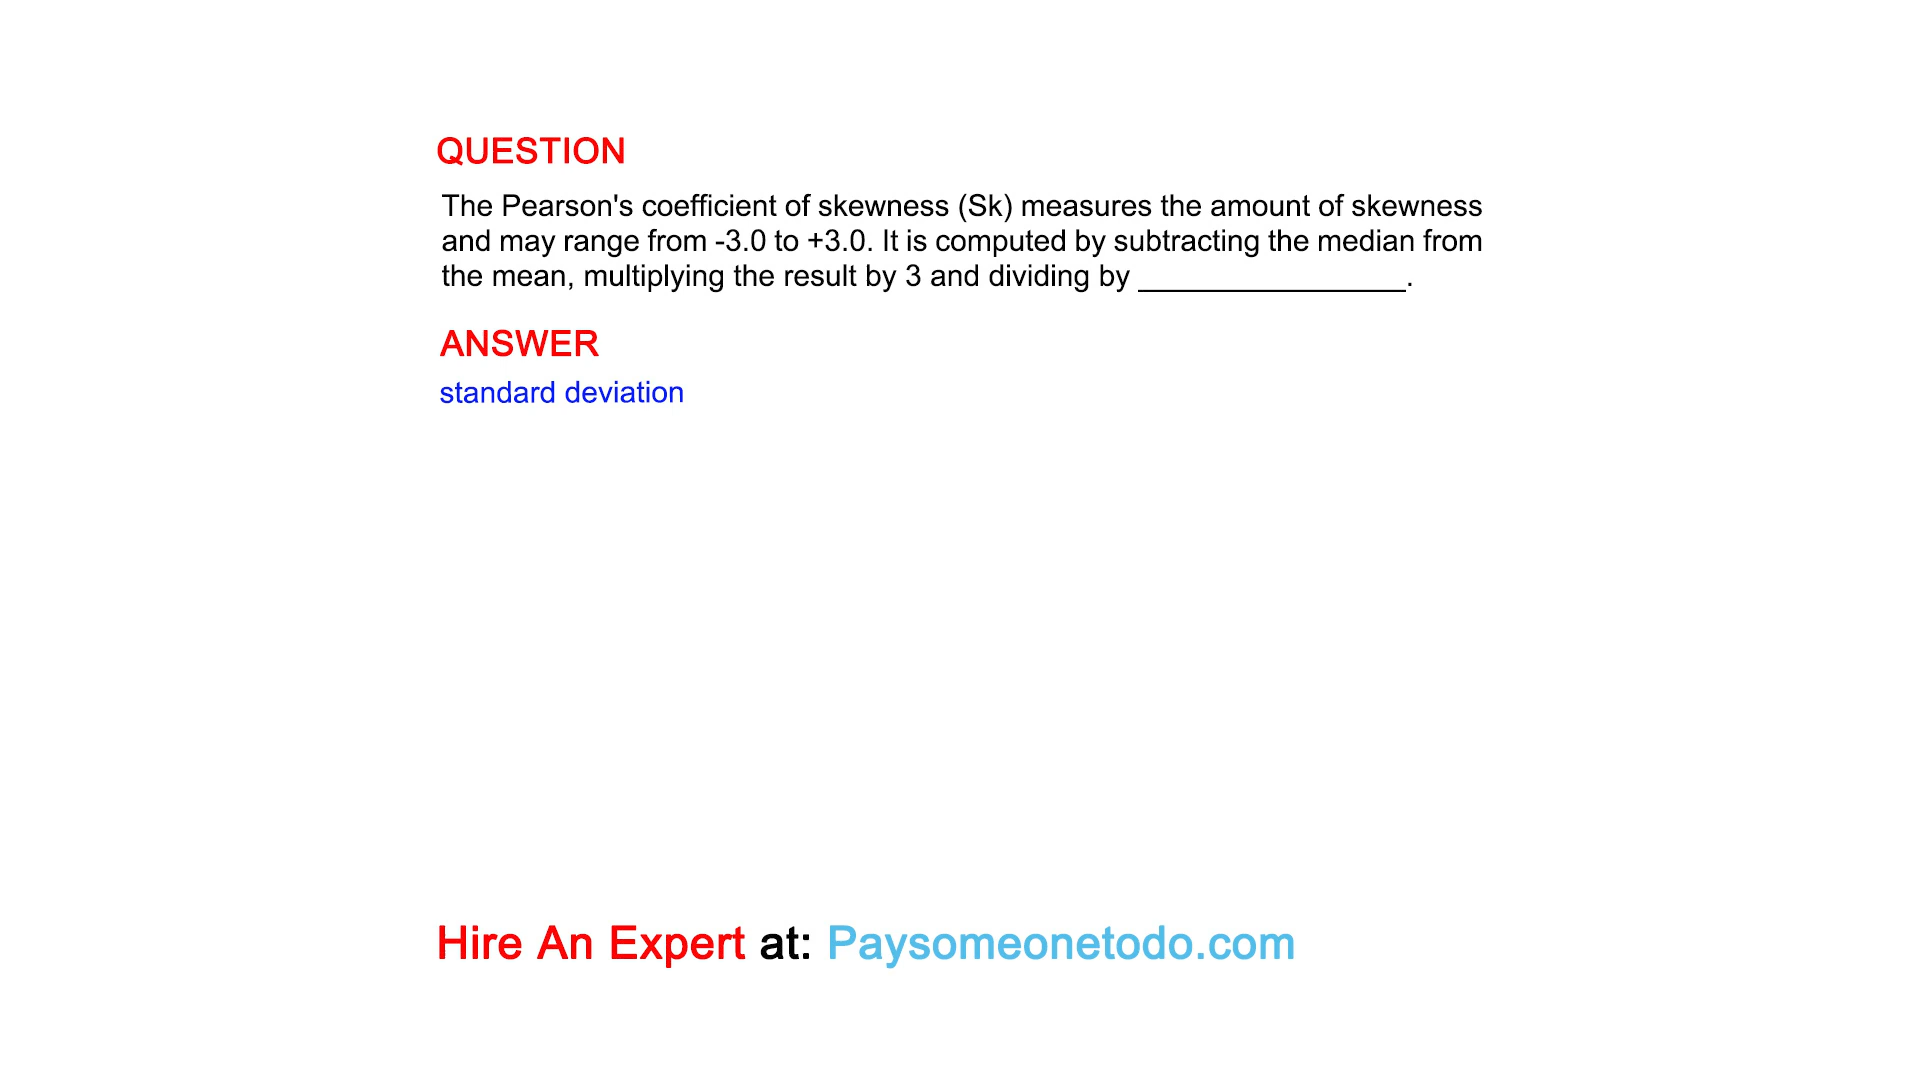 QUESTION
The Pearson's coefficient of skewness (Sk) measures the amount of skewness
and may range from -3.0 to +3.0. It is computed by subtracting the median from
the mean, multiplying the result by 3 and dividing by ________________.
ANSWER
standard deviation
Hire An Expert at: Paysomeonetodo.com